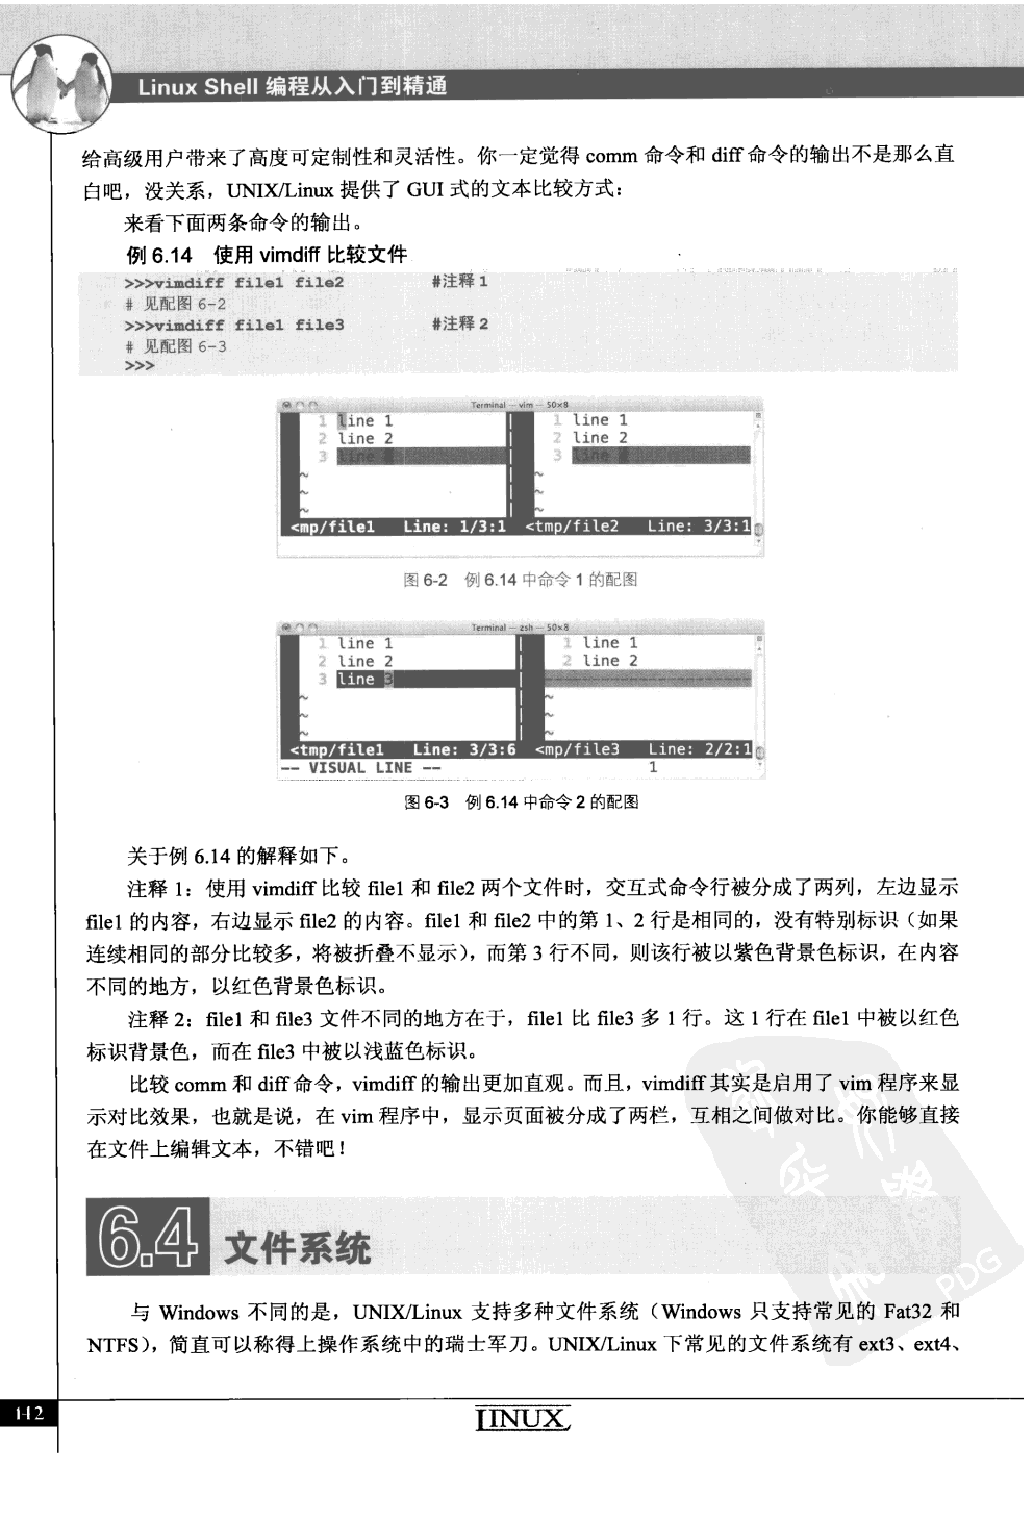 Linux Shell 编程从入门到精通
给高级用户带来了高度可定制性和灵活性。你一定觉得 comm 命令和 diff 命令的输出不是那么直
白吧，没关系，UNIX/Linux 提供了 GUI 式的文本比较方式：
来看下面两条命令的输出。
例 6.14 使用 vimdiff 比较文件
>>>vimdiff file1 file2 #注释 1
# 见配图 6-2
>>>vimdiff file1 file3 #注释 2
# 见配图 6-3
>>>
Terminal — vim — 50×8
1 line 1 1 line 1
2 line 2 2 line 2
3 line 3 line
~ ~
~ ~
~ ~
<mp/file1 Line: 1/3:1 <tmp/file2 Line: 3/3:1
图 6-2 例 6.14 中命令 1 的配图
Terminal — zsh — 50×8
1 line 1 1 line 1
2 line 2 2 line 2
3 line 3 ------------------
~ ~
~ ~
~ ~
<tmp/file1 Line: 3/3:6 <mp/file3 Line: 2/2:1
-- VISUAL LINE -- 1
图 6-3 例 6.14 中命令 2 的配图
关于例 6.14 的解释如下。
注释 1：使用 vimdiff 比较 file1 和 file2 两个文件时，交互式命令行被分成了两列，左边显示
file1 的内容，右边显示 file2 的内容。file1 和 file2 中的第 1、2 行是相同的，没有特别标识（如果
连续相同的部分比较多，将被折叠不显示），而第 3 行不同，则该行被以紫色背景色标识，在内容
不同的地方，以红色背景色标识。
注释 2：file1 和 file3 文件不同的地方在于，file1 比 file3 多 1 行。这 1 行在 file1 中被以红色
标识背景色，而在 file3 中被以浅蓝色标识。
比较 comm 和 diff 命令，vimdiff 的输出更加直观。而且，vimdiff 其实是启用了 vim 程序来显
示对比效果，也就是说，在 vim 程序中，显示页面被分成了两栏，互相之间做对比。你能够直接
在文件上编辑文本，不错吧！
6.4 文件系统
与 Windows 不同的是，UNIX/Linux 支持多种文件系统（Windows 只支持常见的 Fat32 和
NTFS），简直可以称得上操作系统中的瑞士军刀。UNIX/Linux 下常见的文件系统有 ext3、ext4、
PDG
142
LINUX